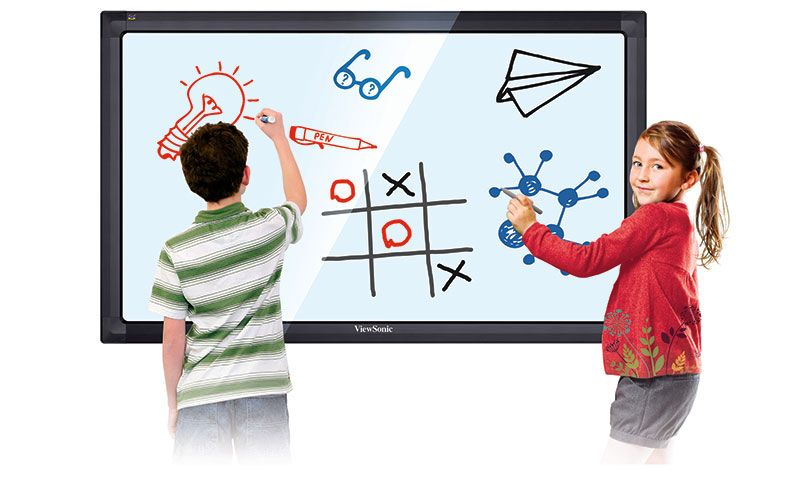 ? ?
PEN
O X
O
X
ViewSonic